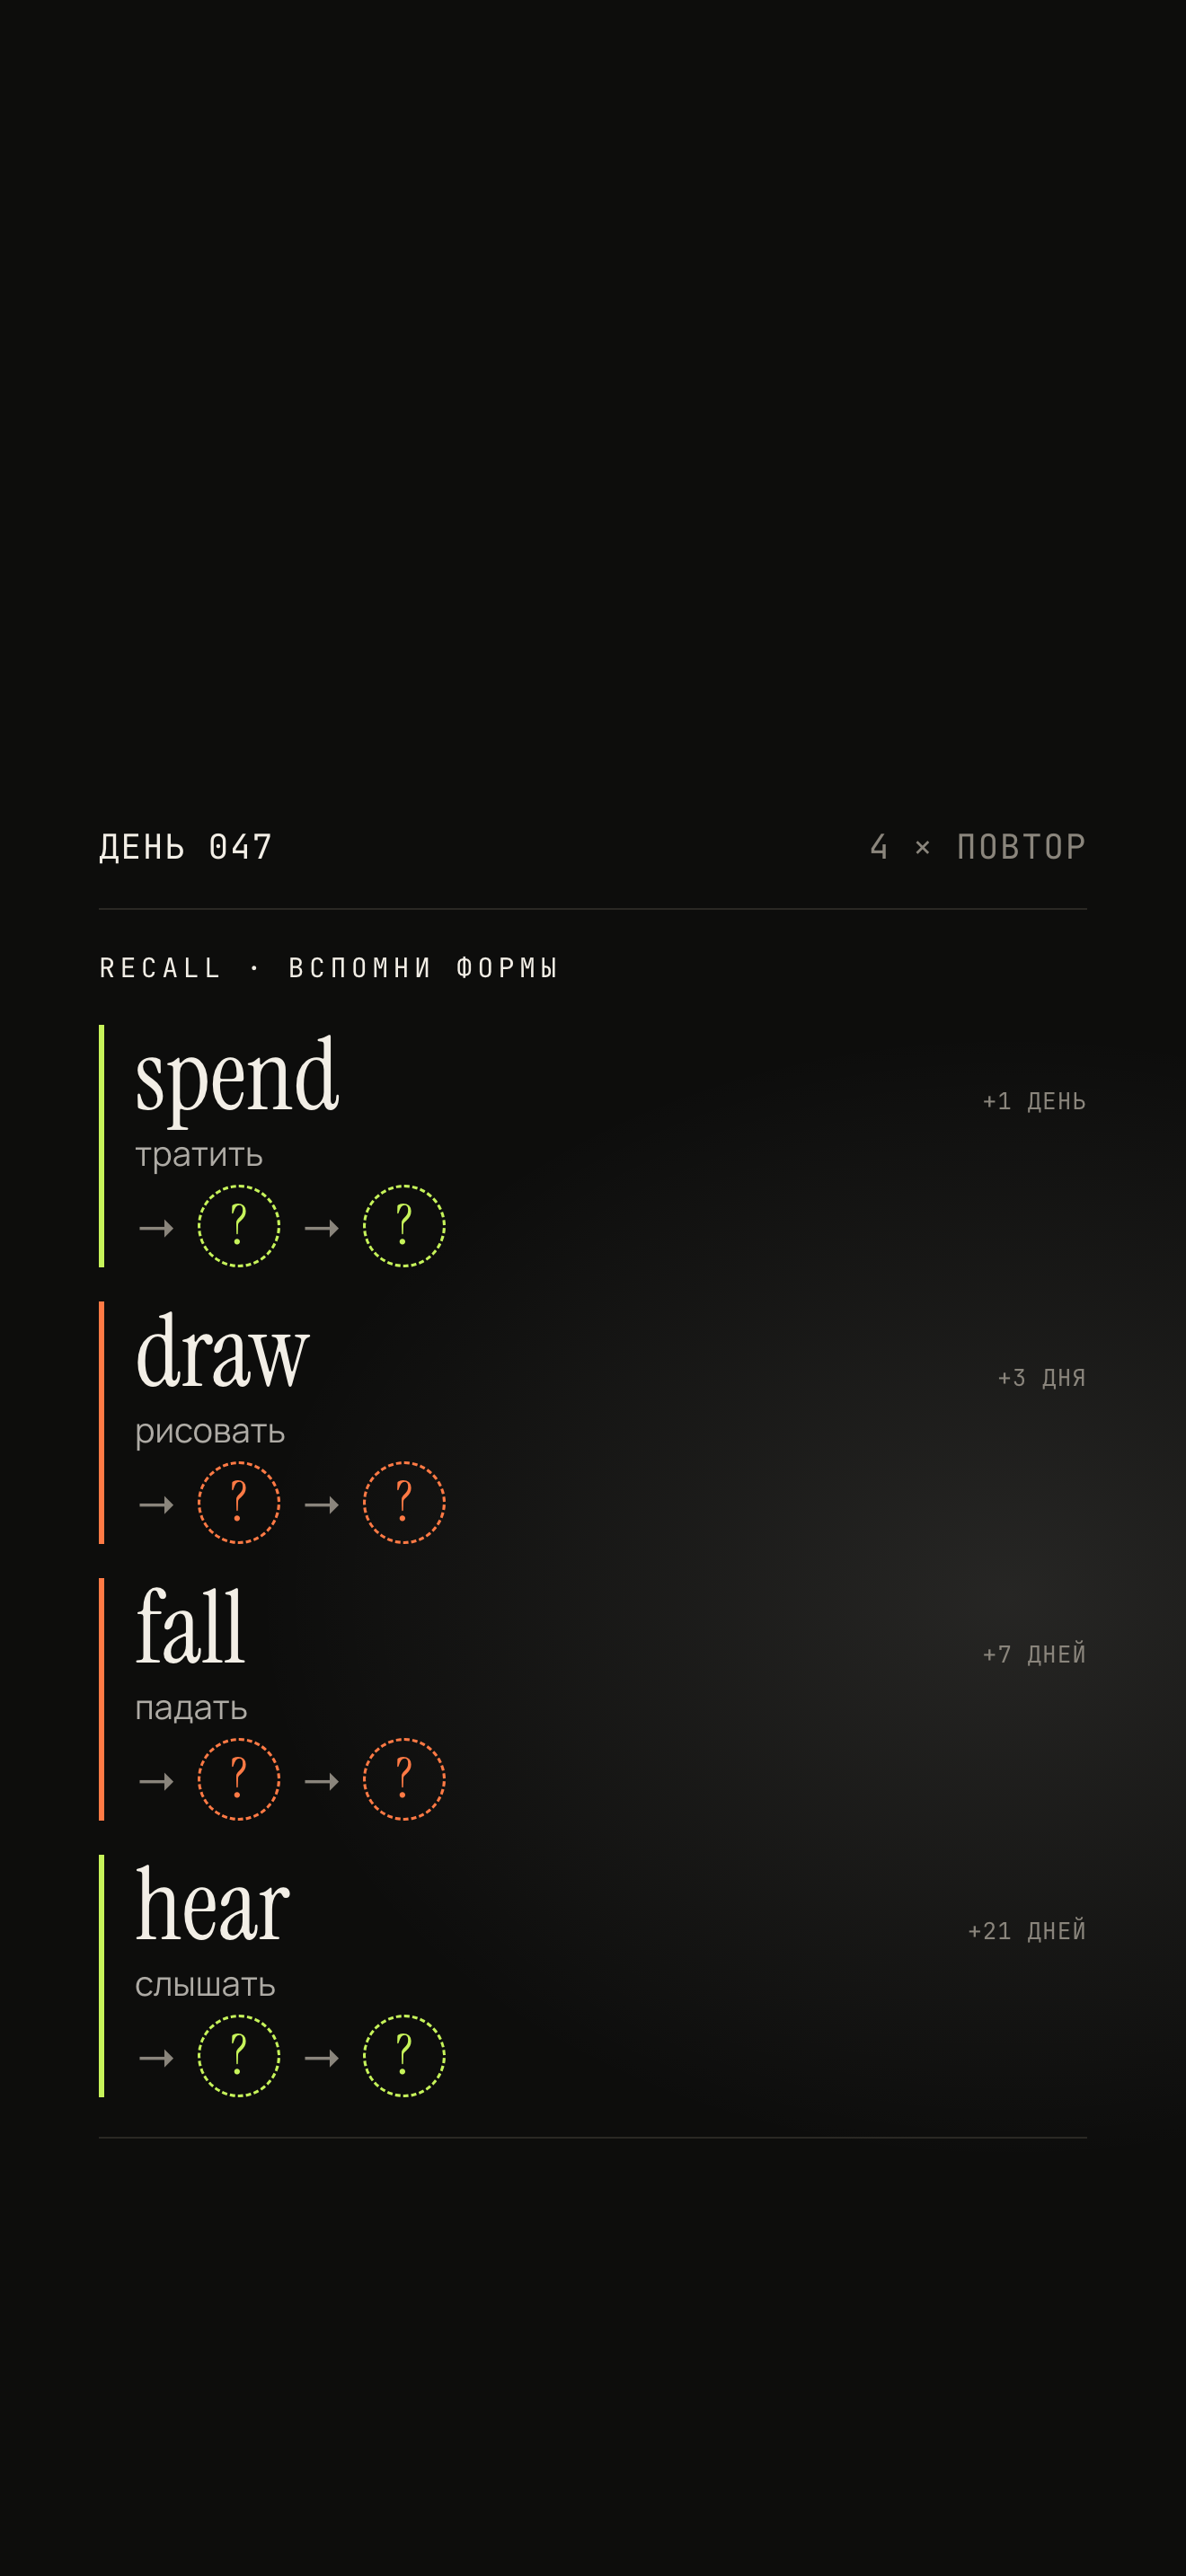 ДЕНЬ 047
4 × ПОВТОР
RECALL · ВСПОМНИ ФОРМЫ
spend
+1 ДЕНЬ
тратить
→ ? → ?
draw
+3 ДНЯ
рисовать
→ ? → ?
fall
+7 ДНЕЙ
падать
→ ? → ?
hear
+21 ДНЕЙ
слышать
→ ? → ?